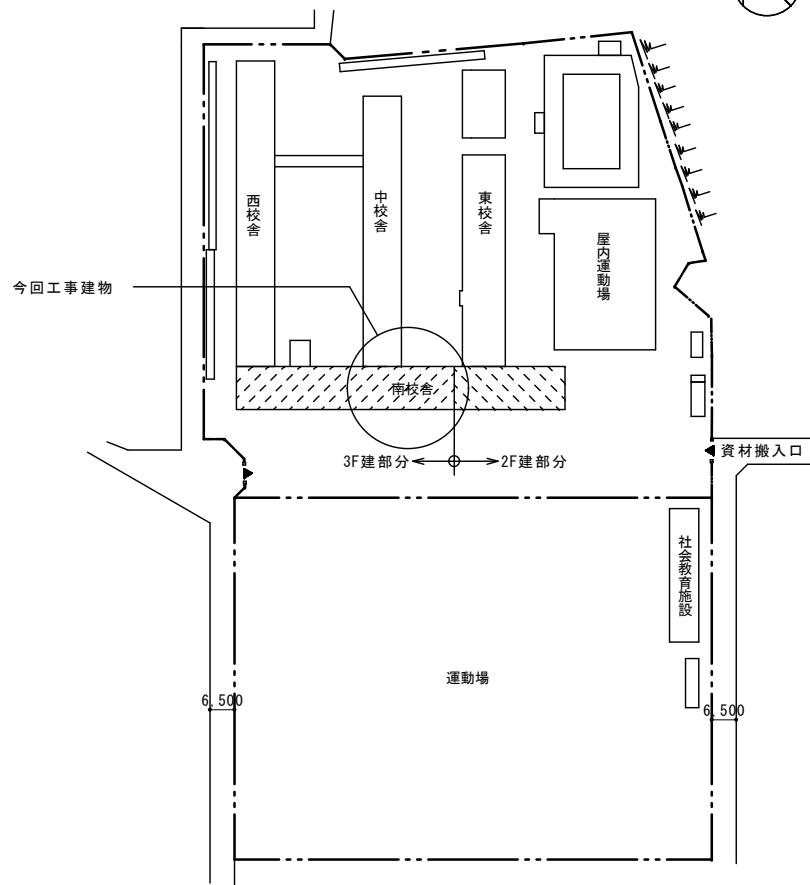 西校舎
中校舎
東校舎
屋内運動場
今回工事建物
南校舎
3F建部分
2F建部分
資材搬入口
社会教育施設
運動場
6,500
6,500